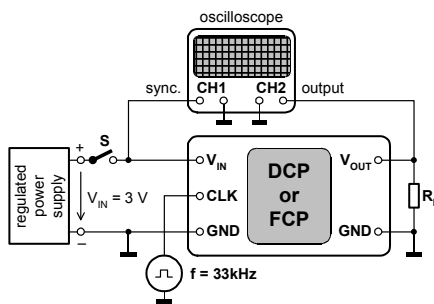 oscilloscope
sync.
CH1
CH2
output
regulated
power
supply
+
S
V_IN = 3 V
−
V_IN
CLK
GND
DCP
or
FCP
V_OUT
GND
f = 33kHz